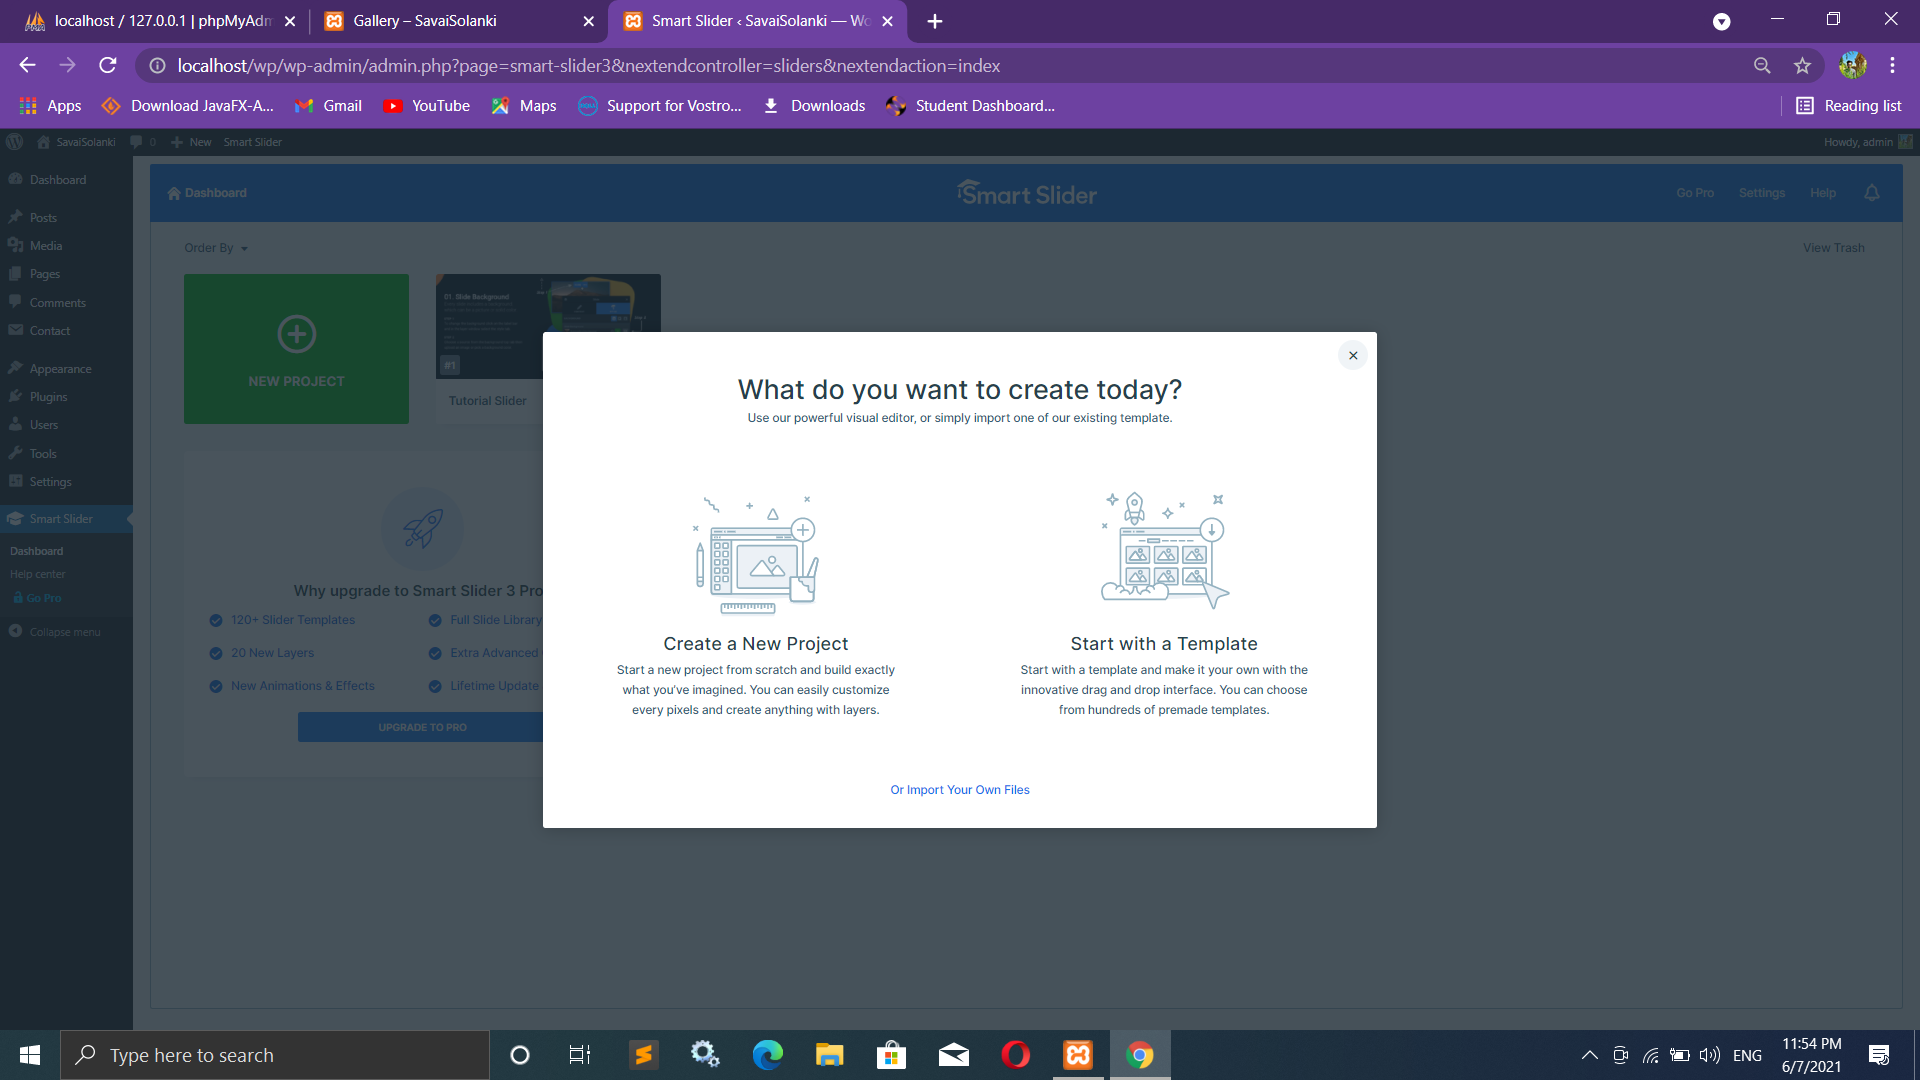 localhost / 127.0.0.1 | phpMyAdm
Gallery – SavaiSolanki
Smart Slider ‹ SavaiSolanki — Wo
localhost/wp/wp-admin/admin.php?page=smart-slider3&nextendcontroller=sliders&nextendaction=index
Apps
Download JavaFX-A...
Gmail
YouTube
Maps
Support for Vostro...
Downloads
Student Dashboard...
Reading list
SavaiSolanki
0
New
Smart Slider
Howdy, admin
Dashboard
Posts
Media
Pages
Comments
Contact
Appearance
Plugins
Users
Tools
Settings
Smart Slider
Dashboard
Help center
Go Pro
Collapse menu
Dashboard
Smart Slider
Go Pro
Settings
Help
Order By
View Trash
NEW PROJECT
01. Slide Background
#1
Tutorial Slider
Why upgrade to Smart Slider 3 Pro
120+ Slider Templates
Full Slide Library
20 New Layers
Extra Advanced
New Animations & Effects
Lifetime Update
UPGRADE TO PRO
What do you want to create today?
Use our powerful visual editor, or simply import one of our existing template.
Create a New Project
Start a new project from scratch and build exactly
what you've imagined. You can easily customize
every pixels and create anything with layers.
Start with a Template
Start with a template and make it your own with the
innovative drag and drop interface. You can choose
from hundreds of premade templates.
Or Import Your Own Files
Type here to search
ENG
11:54 PM
6/7/2021